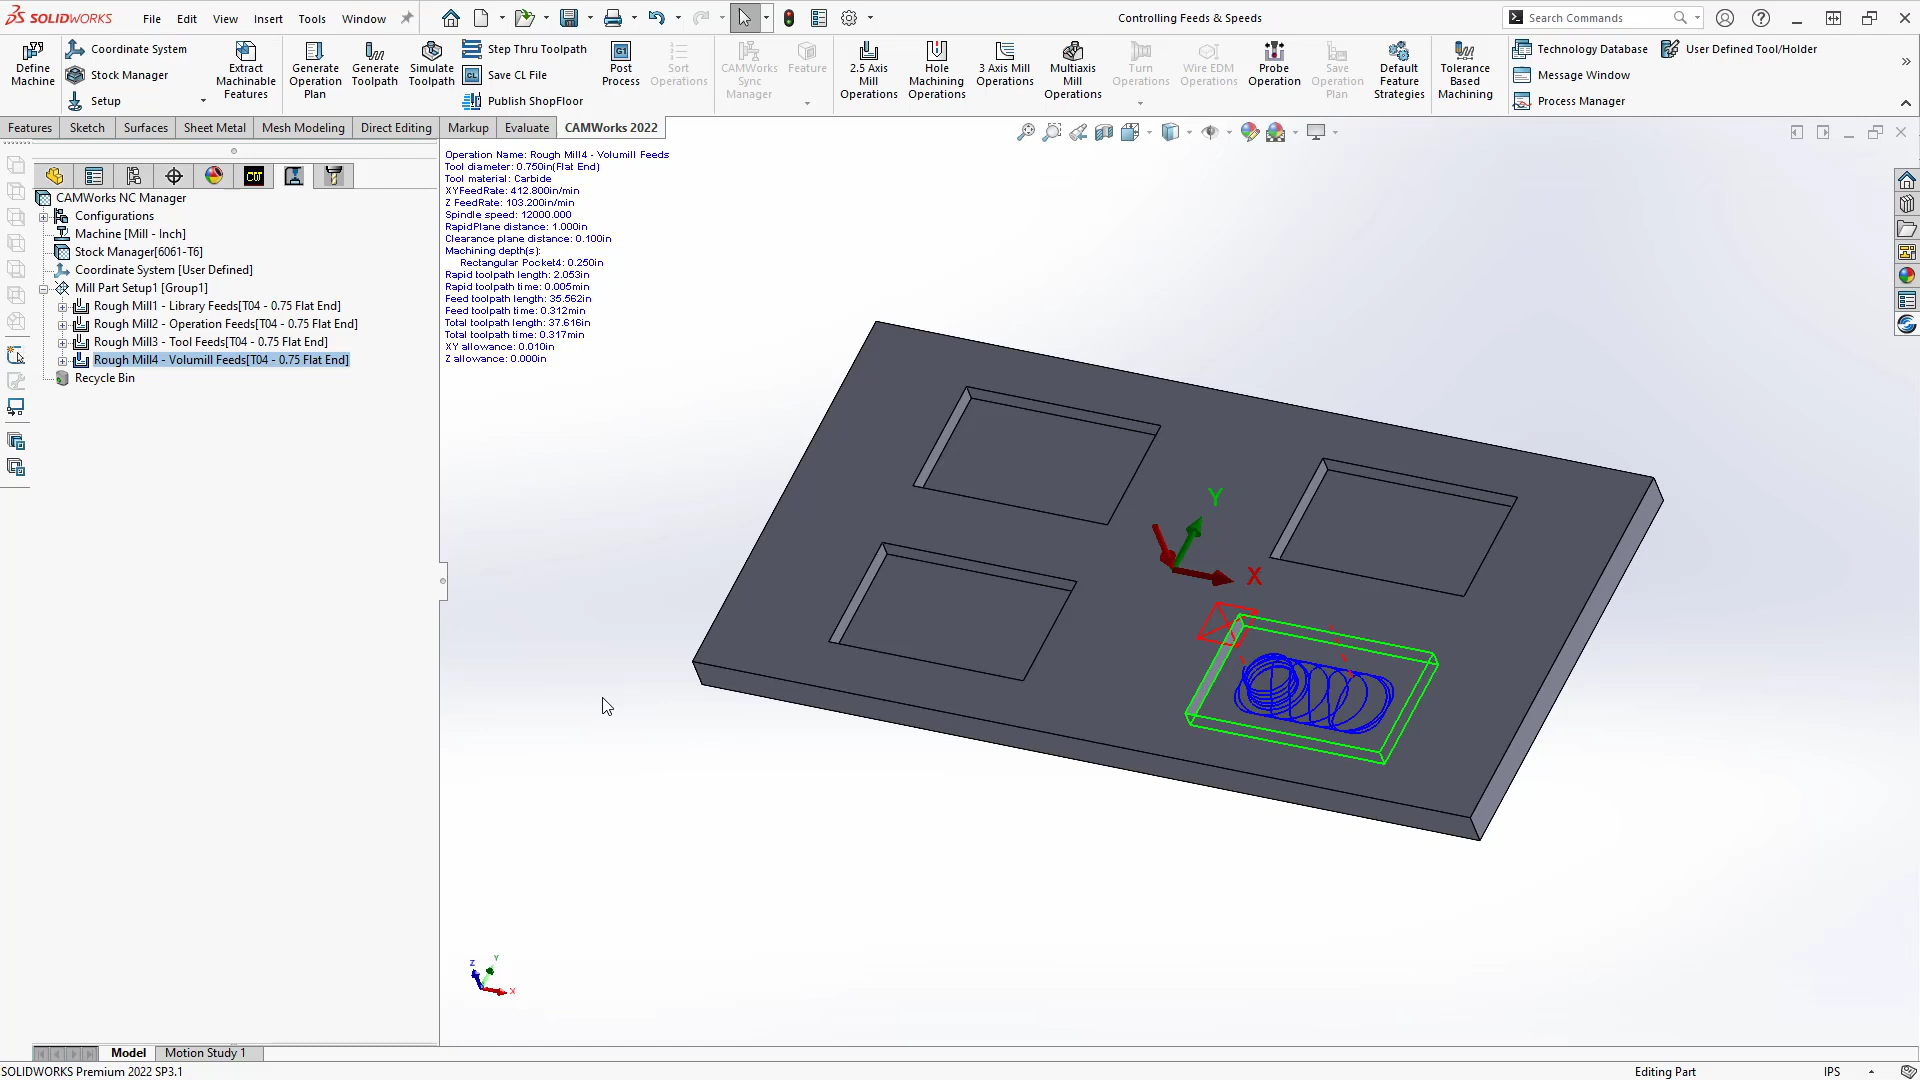 SOLIDWORKS
File
Edit
View
Insert
Tools
Window
Controlling Feeds & Speeds
Search Commands
Define Machine
Coordinate System
Stock Manager
Setup
Extract Machinable Features
Generate Operation Plan
Generate Toolpath
Simulate Toolpath
Step Thru Toolpath
Save CL File
Publish ShopFloor
G1
CL
Post Process
Sort Operations
CAMWorks Sync Manager
Feature
2.5 Axis Mill Operations
Hole Machining Operations
3 Axis Mill Operations
Multiaxis Mill Operations
Turn Operations
Wire EDM Operations
Probe Operation
Save Operation Plan
Default Feature Strategies
Tolerance Based Machining
Technology Database
User Defined Tool/Holder
Message Window
Process Manager
Features
Sketch
Surfaces
Sheet Metal
Mesh Modeling
Direct Editing
Markup
Evaluate
CAMWorks 2022
CW
CAMWorks NC Manager
Configurations
Machine [Mill - Inch]
Stock Manager[6061-T6]
Coordinate System [User Defined]
Mill Part Setup1 [Group1]
Rough Mill1 - Library Feeds[T04 - 0.75 Flat End]
Rough Mill2 - Operation Feeds[T04 - 0.75 Flat End]
Rough Mill3 - Tool Feeds[T04 - 0.75 Flat End]
Rough Mill4 - Volumill Feeds[T04 - 0.75 Flat End]
Recycle Bin
Operation Name: Rough Mill4 - Volumill Feeds
Tool diameter: 0.750in(Flat End)
Tool material: Carbide
XYFeedRate: 412.800in/min
Z FeedRate: 103.200in/min
Spindle speed: 12000.000
RapidPlane distance: 1.000in
Clearance plane distance: 0.100in
Machining depth(s):
Rectangular Pocket4: 0.250in
Rapid toolpath length: 2.053in
Rapid toolpath time: 0.005min
Feed toolpath length: 35.562in
Feed toolpath time: 0.312min
Total toolpath length: 37.616in
Total toolpath time: 0.317min
XY allowance: 0.010in
Z allowance: 0.000in
Y
X
Z
Y
X
Model
Motion Study 1
SOLIDWORKS Premium 2022 SP3.1
Editing Part
IPS